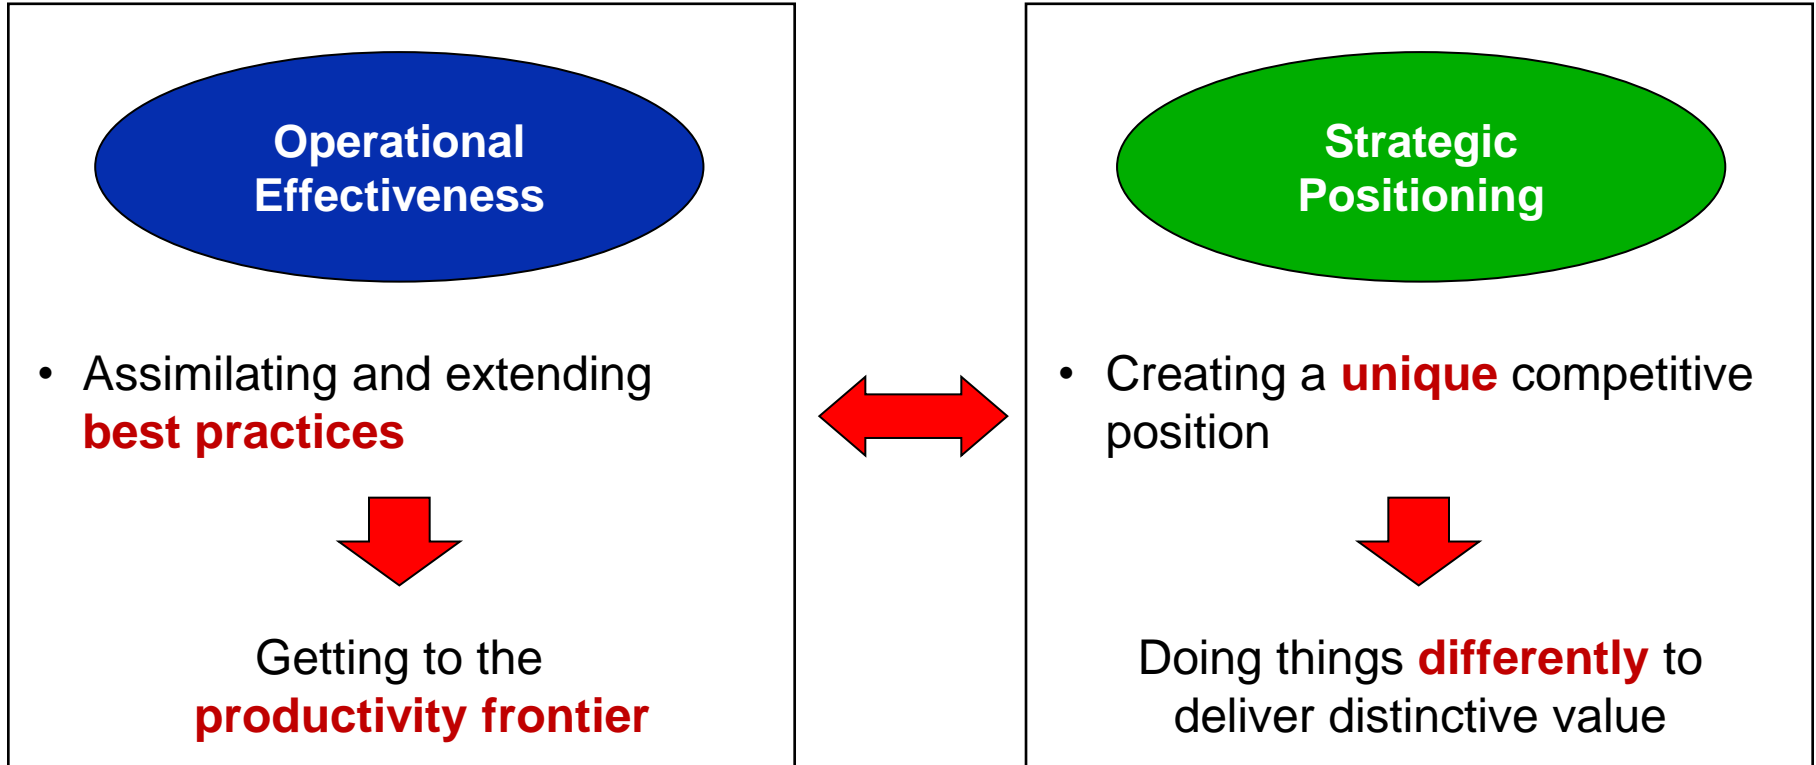 Operational
Effectiveness
• Assimilating and extending
best practices
Getting to the
productivity frontier
Strategic
Positioning
• Creating a unique competitive
position
Doing things differently to
deliver distinctive value